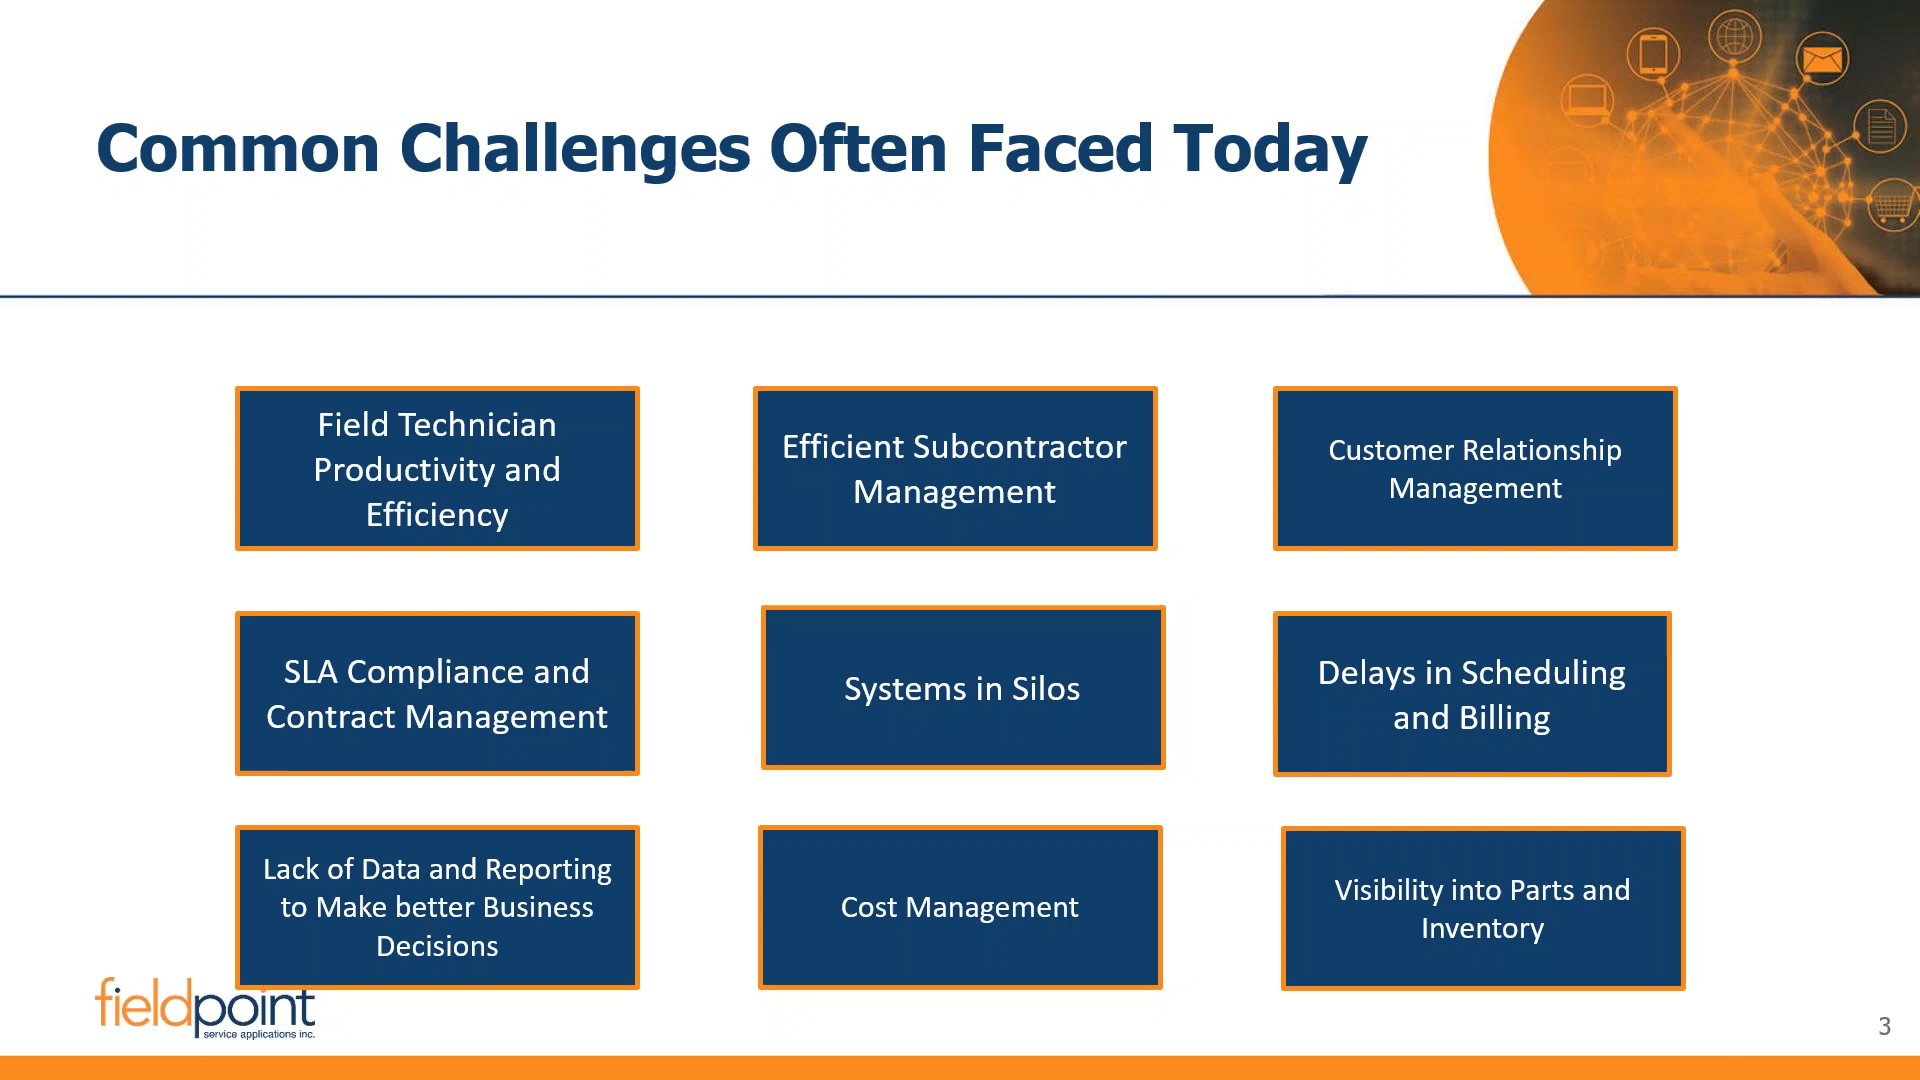 Common Challenges Often Faced Today
Field Technician
Productivity and
Efficiency
Efficient Subcontractor
Management
Customer Relationship
Management
SLA Compliance and
Contract Management
Systems in Silos
Delays in Scheduling
and Billing
Lack of Data and Reporting
to Make better Business
Decisions
Cost Management
Visibility into Parts and
Inventory
fieldpoint
service applications inc.
3